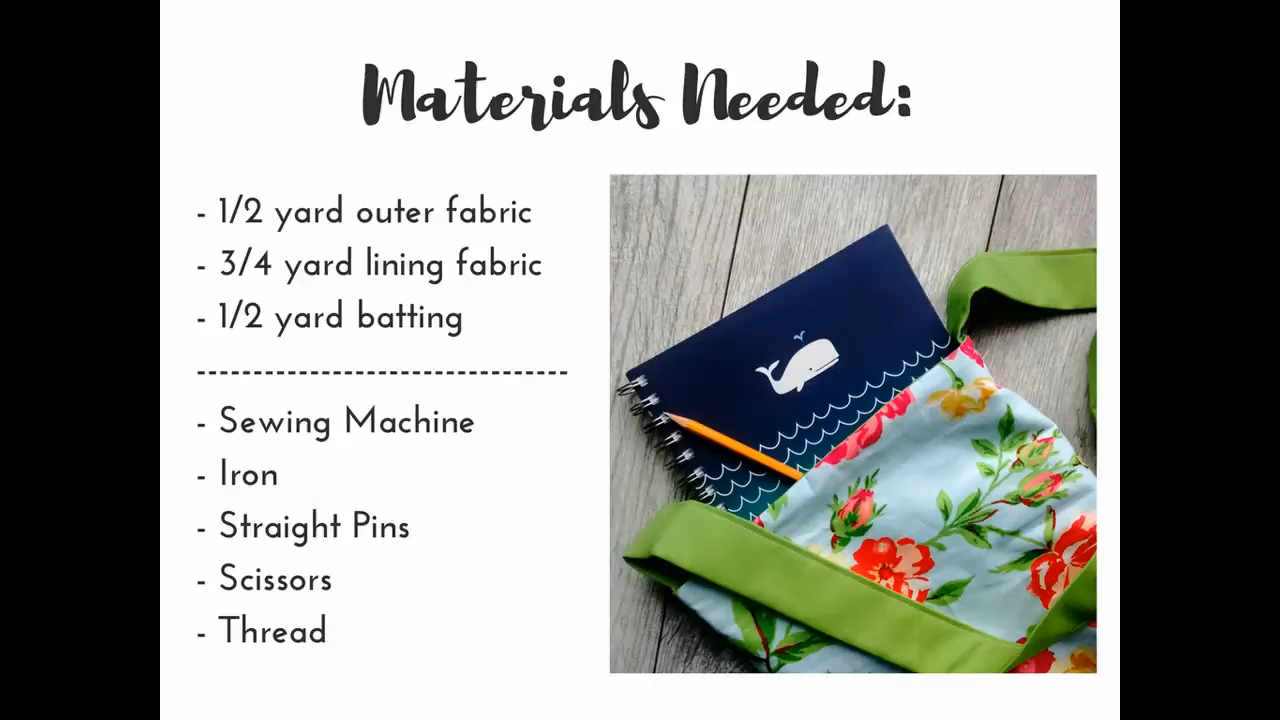 Materials Needed:
- 1/2 yard outer fabric
- 3/4 yard lining fabric
- 1/2 yard batting
--------------------------------
- Sewing Machine
- Iron
- Straight Pins
- Scissors
- Thread